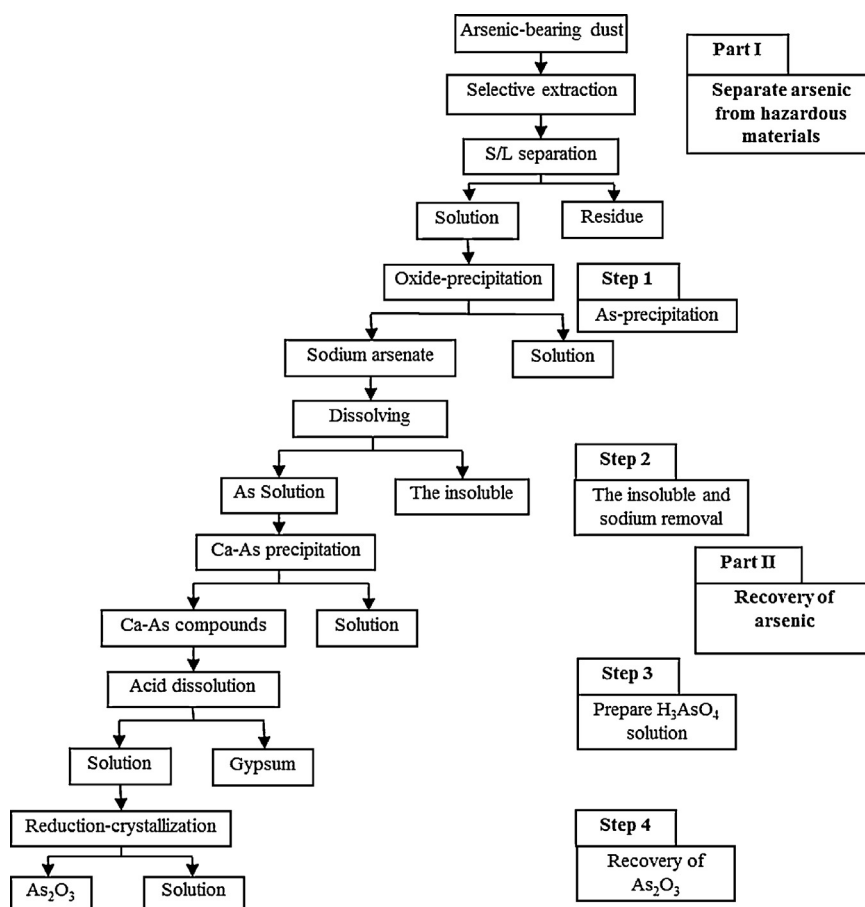 Arsenic-bearing dust
Part I
Separate arsenic
from hazardous
materials
Selective extraction
S/L separation
Solution
Residue
Oxide-precipitation
Step 1
As-precipitation
Sodium arsenate
Solution
Dissolving
Step 2
The insoluble and
sodium removal
As Solution
The insoluble
Ca-As precipitation
Part II
Recovery of
arsenic
Ca-As compounds
Solution
Acid dissolution
Step 3
Prepare H₃AsO₄
solution
Solution
Gypsum
Reduction-crystallization
Step 4
Recovery of
As₂O₃
As₂O₃
Solution